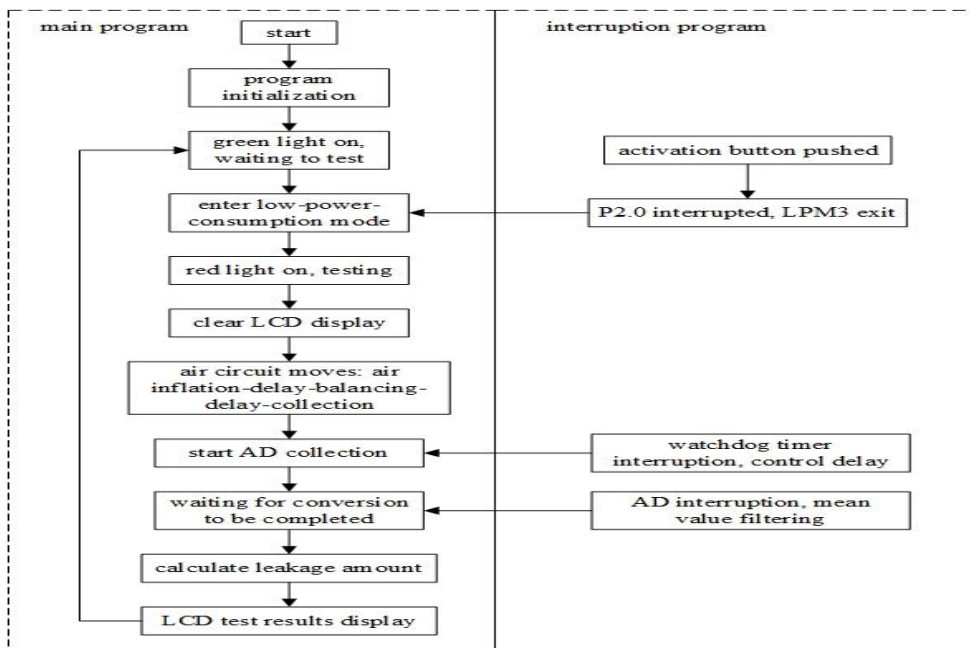 main program
start
program
initialization
green light on,
waiting to test
enter low-power-
consumption mode
red light on, testing
clear LCD display
air circuit moves: air
inflation-delay-balancing-
delay-collection
start AD collection
waiting for conversion
to be completed
calculate leakage amount
LCD test results display
interruption program
activation button pushed
P2.0 interrupted, LPM3 exit
watchdog timer
interruption, control delay
AD interruption, mean
value filtering